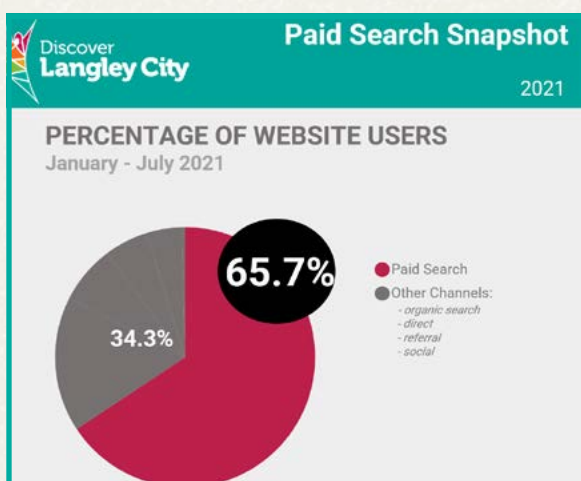 Discover
Langley City
Paid Search Snapshot
2021
PERCENTAGE OF WEBSITE USERS
January - July 2021
65.7%
34.3%
Paid Search
Other Channels:
- organic search
- direct
- referral
- social